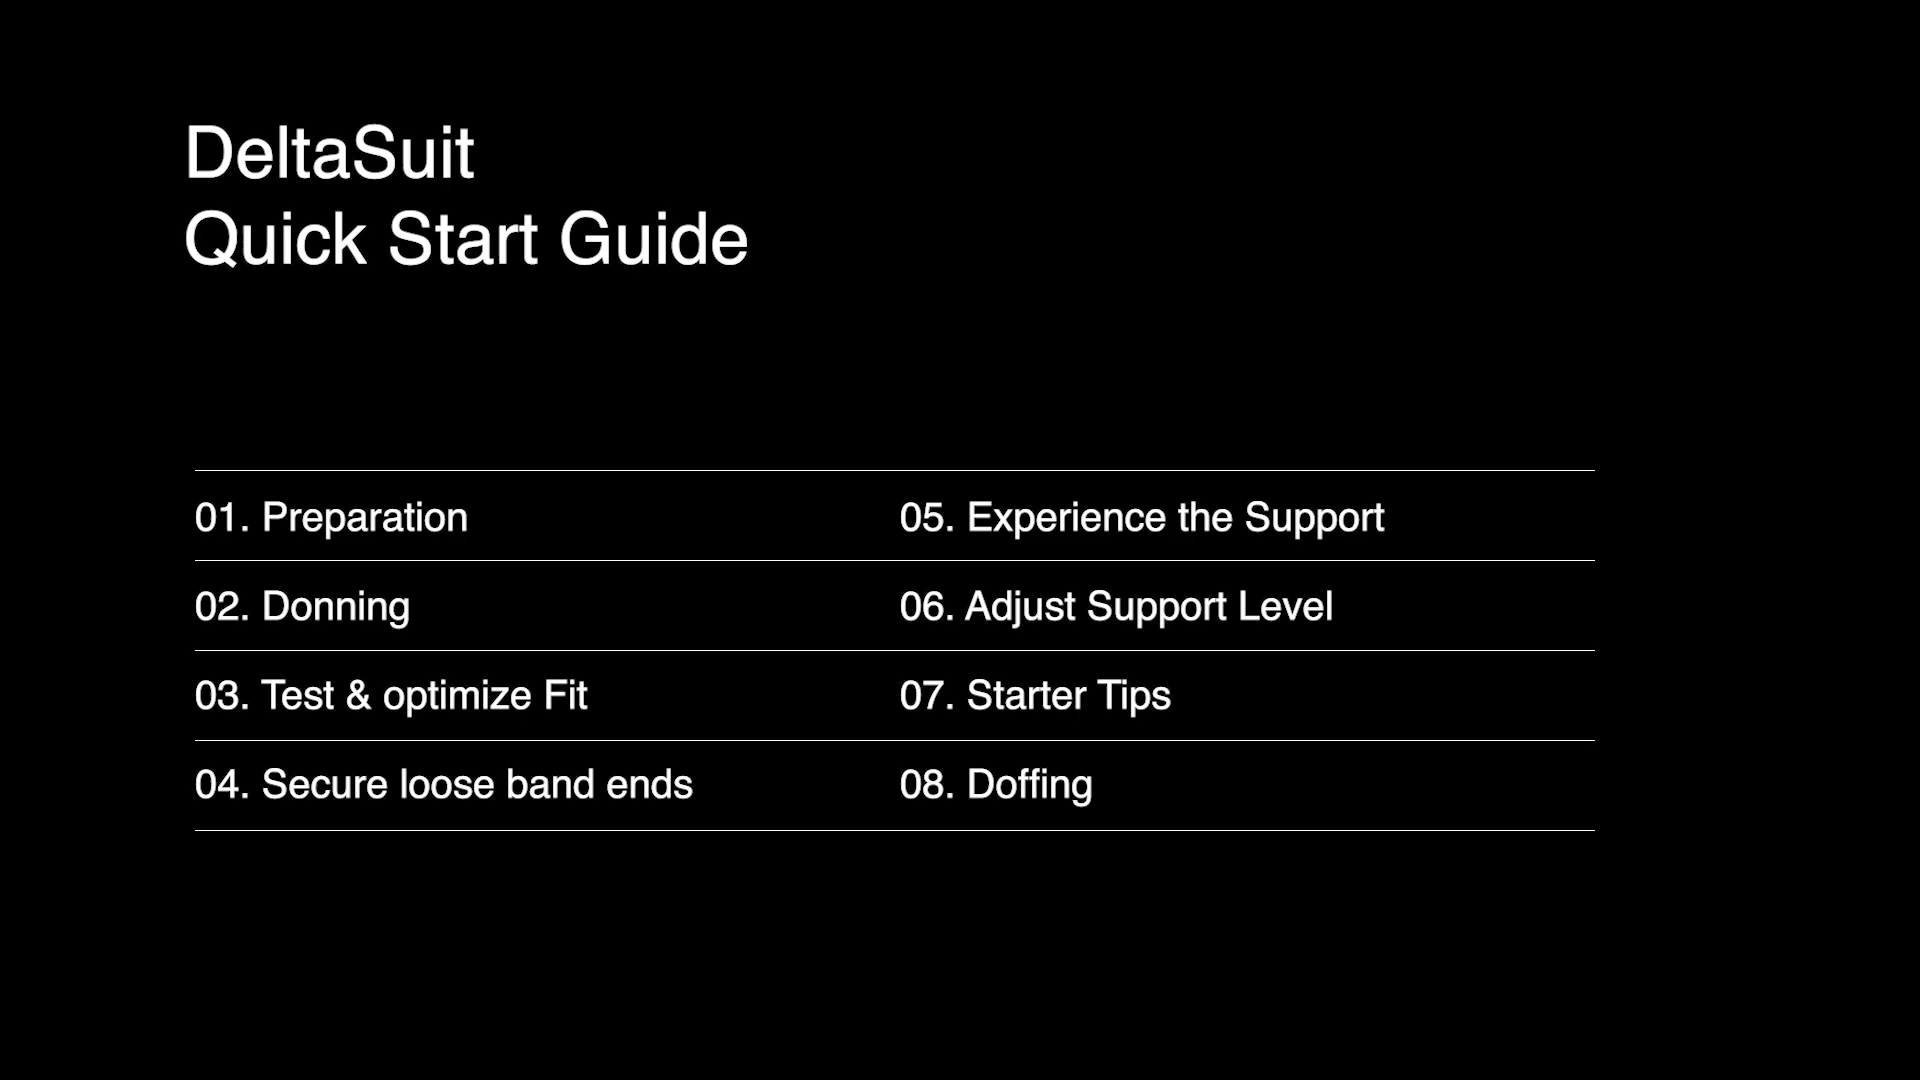 DeltaSuit
Quick Start Guide
01. Preparation
02. Donning
03. Test & optimize Fit
04. Secure loose band ends
05. Experience the Support
06. Adjust Support Level
07. Starter Tips
08. Doffing